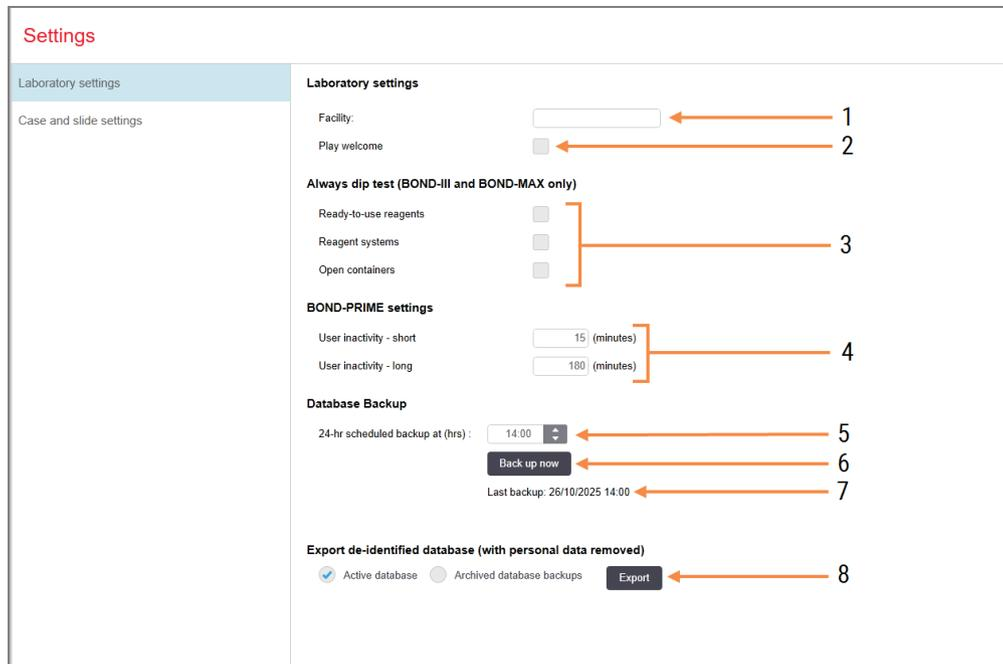 Settings
Laboratory settings
Case and slide settings
Laboratory settings
Facility: 1
Play welcome 2
Always dip test (BOND-III and BOND-MAX only)
Ready-to-use reagents
Reagent systems 3
Open containers
BOND-PRIME settings
User inactivity - short 15 (minutes)
4
User inactivity - long 180 (minutes)
Database Backup
24-hr scheduled backup at (hrs) : 14:00 5
Back up now 6
Last backup: 26/10/2025 14:00 7
Export de-identified database (with personal data removed)
Active database Archived database backups Export 8